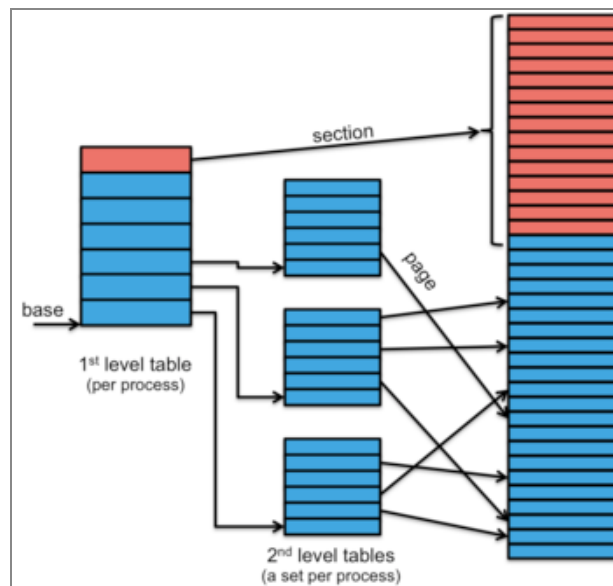 section
page
base
1st level table
(per process)
2nd level tables
(a set per process)